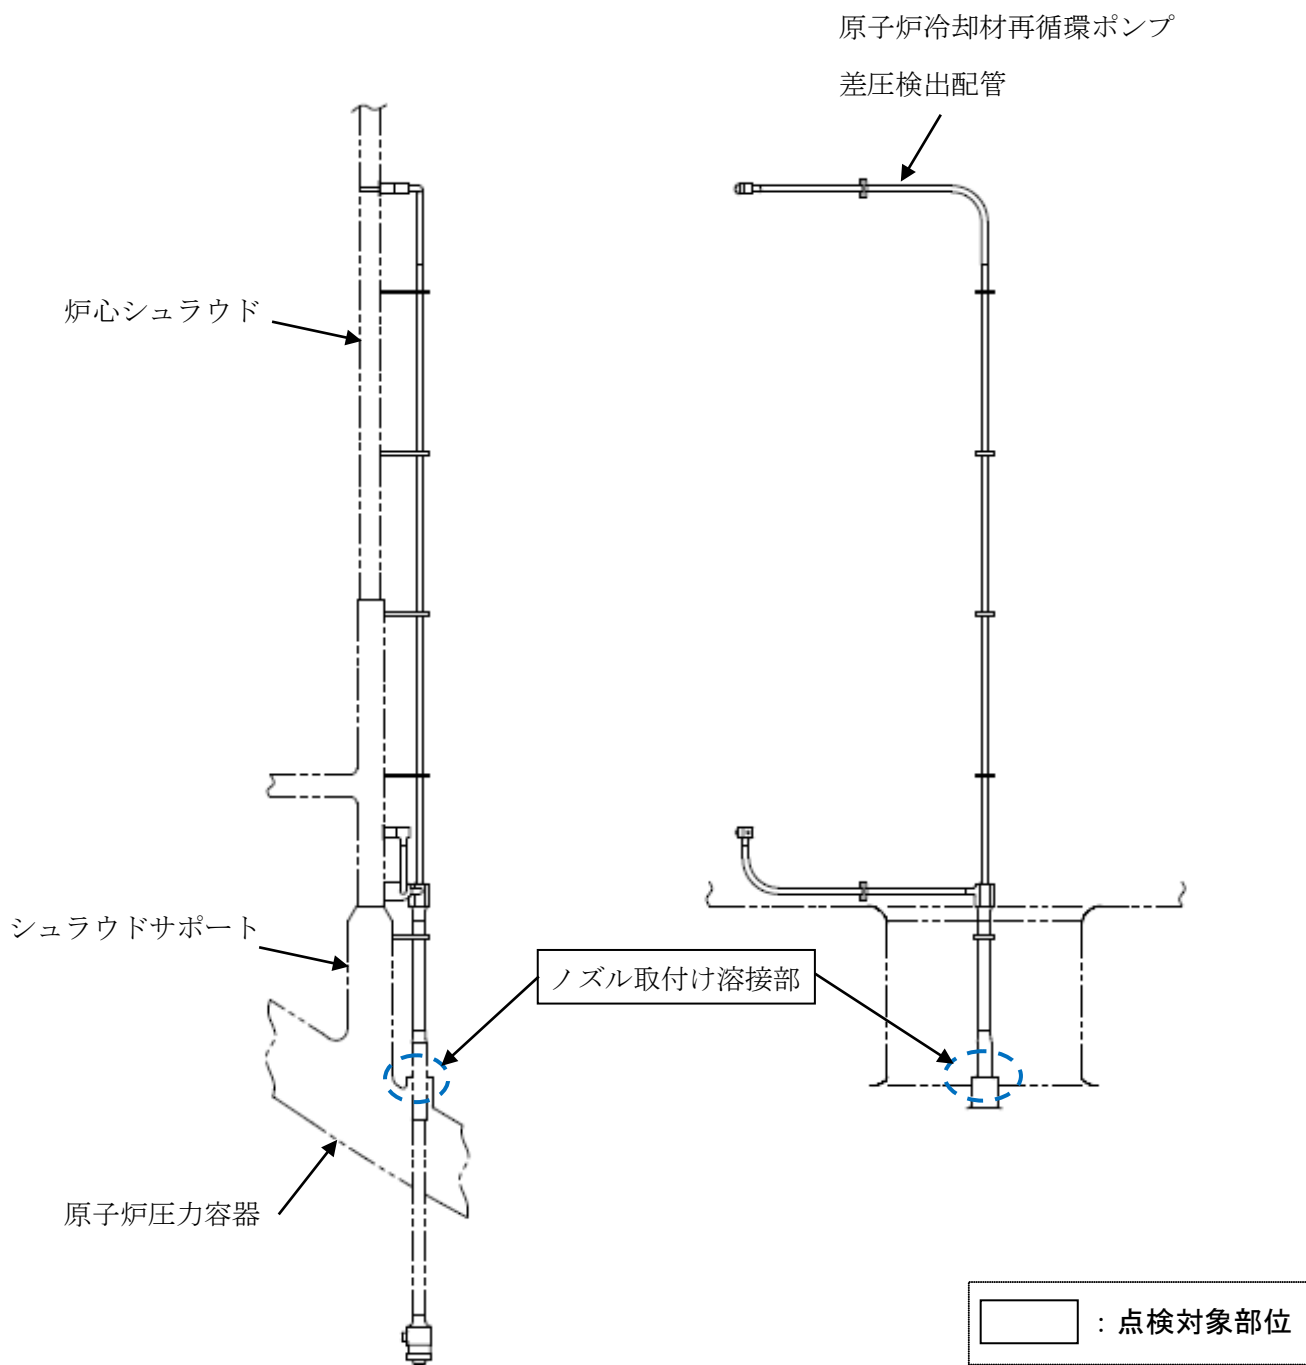 原子炉冷却材再循環ポンプ
差圧検出配管
炉心シュラウド
シュラウドサポート
ノズル取付け溶接部
原子炉圧力容器
：点検対象部位